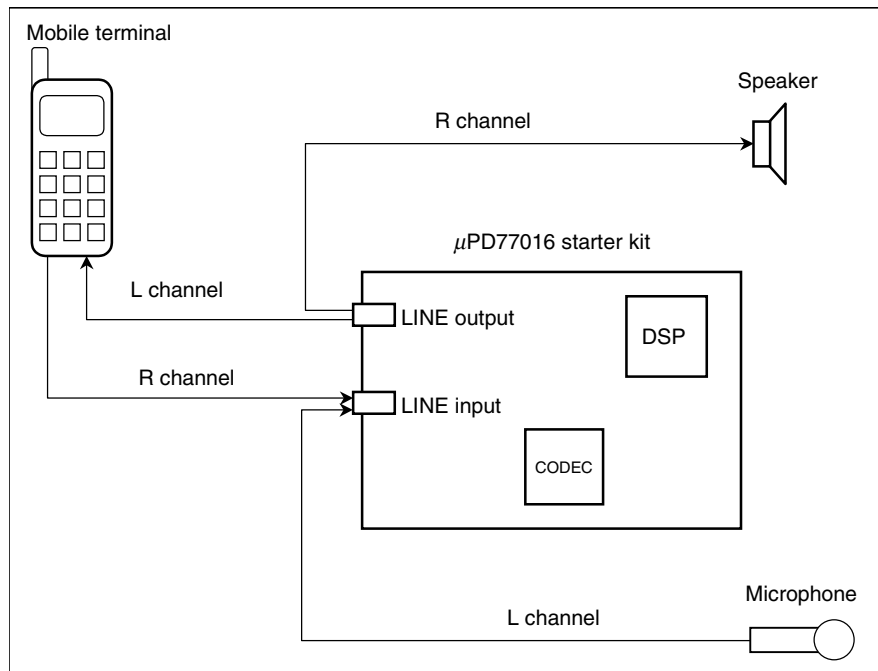 Mobile terminal
Speaker
R channel
μPD77016 starter kit
L channel
LINE output
DSP
R channel
LINE input
CODEC
Microphone
L channel